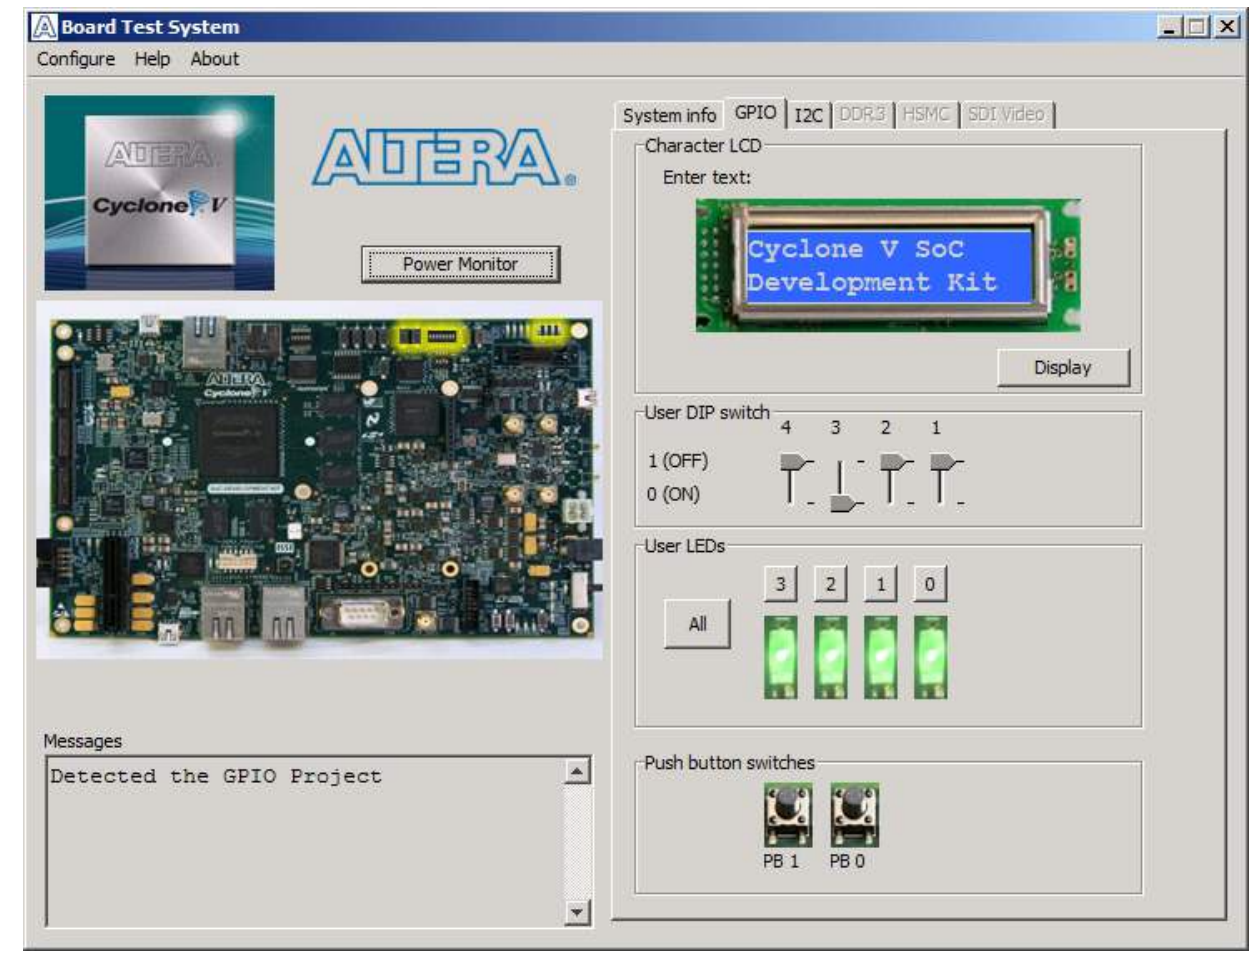 Board Test System
Configure Help About
ALTERA
Cyclone V
ALTERA®
Power Monitor
ALTERA
Cyclone V
Messages
Detected the GPIO Project
System info GPIO I2C DDR3 HSMC SDI Video
Character LCD
Enter text:
Cyclone V SoC
Development Kit
Display
User DIP switch
4 3 2 1
1 (OFF)
0 (ON)
User LEDs
3 2 1 0
All
Push button switches
PB 1 PB 0